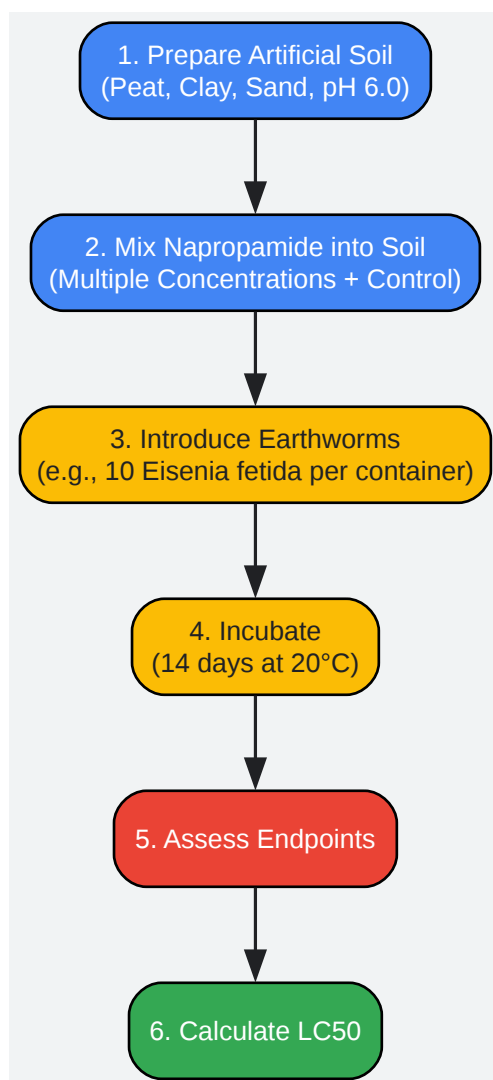 1. Prepare Artificial Soil
(Peat, Clay, Sand, pH 6.0)
2. Mix Napropamide into Soil
(Multiple Concentrations + Control)
3. Introduce Earthworms
(e.g., 10 Eisenia fetida per container)
4. Incubate
(14 days at 20°C)
5. Assess Endpoints
6. Calculate LC50